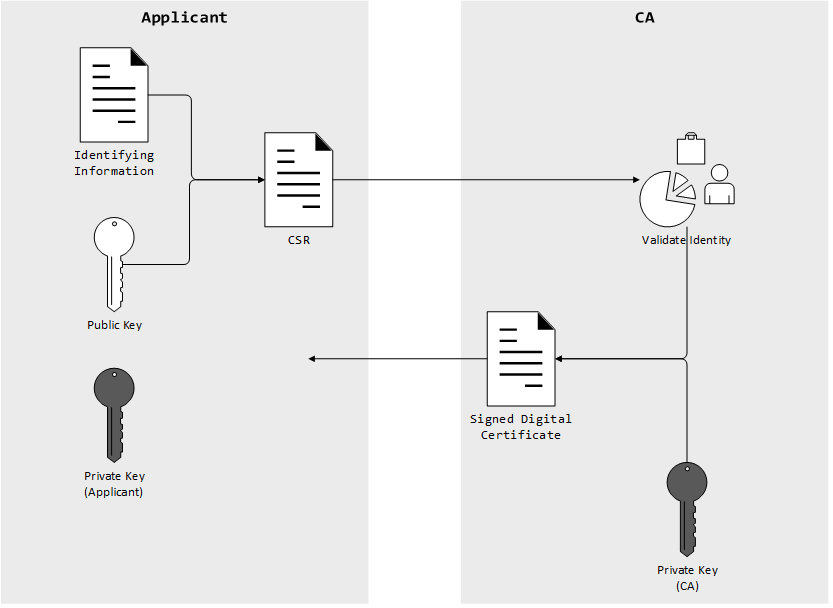 Applicant
CA
Identifying
Information
CSR
Validate Identity
Public Key
Signed Digital
Certificate
Private Key
(Applicant)
Private Key
(CA)